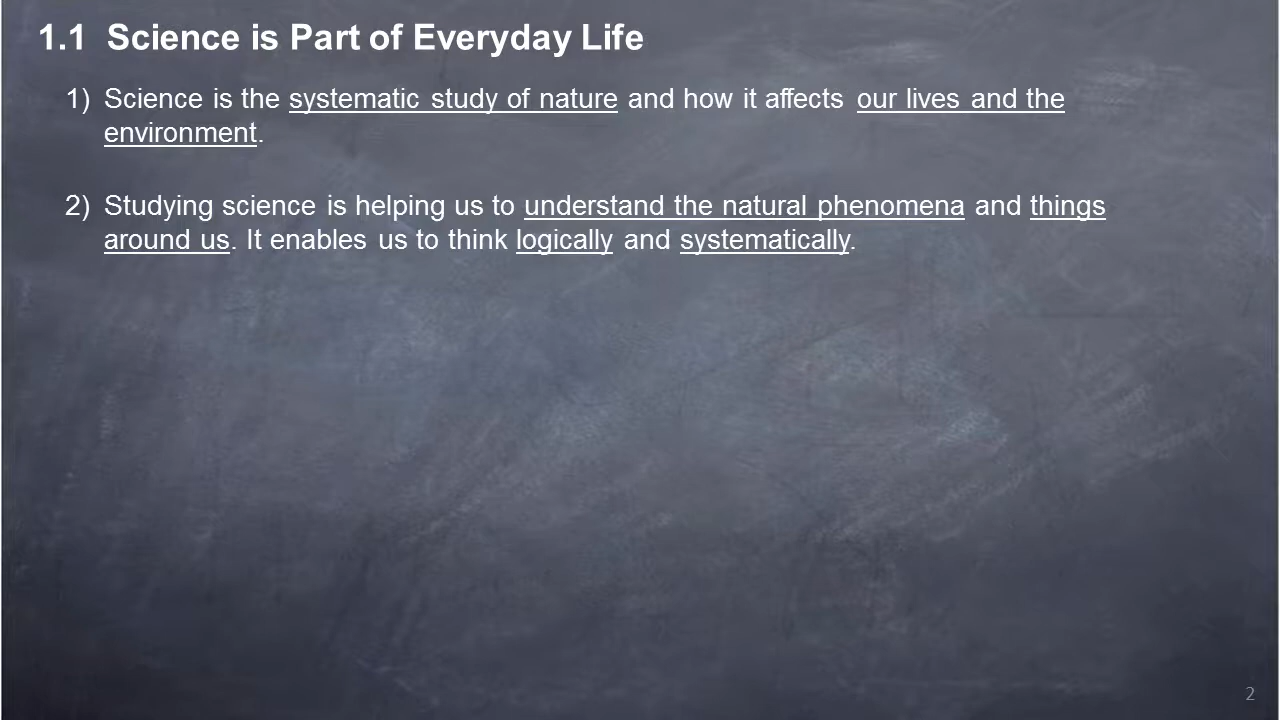 1.1 Science is Part of Everyday Life
1) Science is the systematic study of nature and how it affects our lives and the
environment.
2) Studying science is helping us to understand the natural phenomena and things
around us. It enables us to think logically and systematically.
2